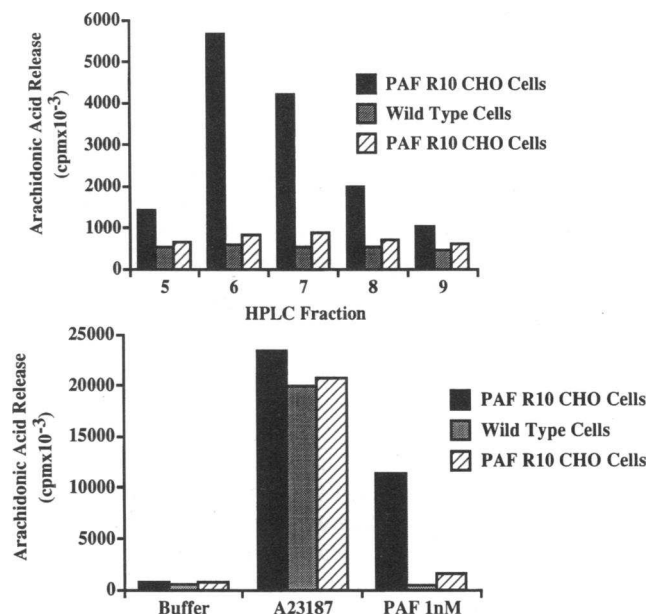 Arachidonic Acid Release
(cpmx10-3)
6000
5000
4000
3000
2000
1000
0
5 6 7 8 9
HPLC Fraction
PAF R10 CHO Cells
Wild Type Cells
PAF R10 CHO Cells
Arachidonic Acid Release
(cpmx10-3)
25000
20000
15000
10000
5000
0
Buffer A23187 PAF 1nM
PAF R10 CHO Cells
Wild Type Cells
PAF R10 CHO Cells